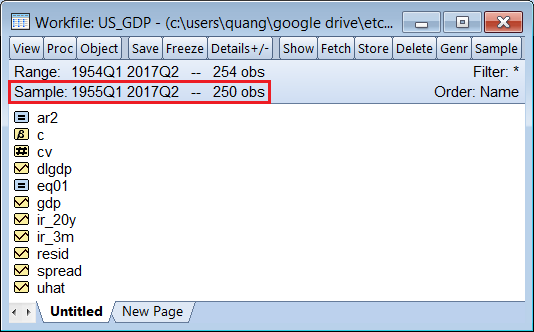 Workfile: US_GDP - (c:\users\quang\google drive\etc...
View Proc Object Save Freeze Details+/- Show Fetch Store Delete Genr Sample
Range: 1954Q1 2017Q2 -- 254 obs Filter: *
Sample: 1955Q1 2017Q2 -- 250 obs Order: Name
ar2
β c
cv
dlgdp
eq01
gdp
ir_20y
ir_3m
resid
spread
uhat
Untitled New Page